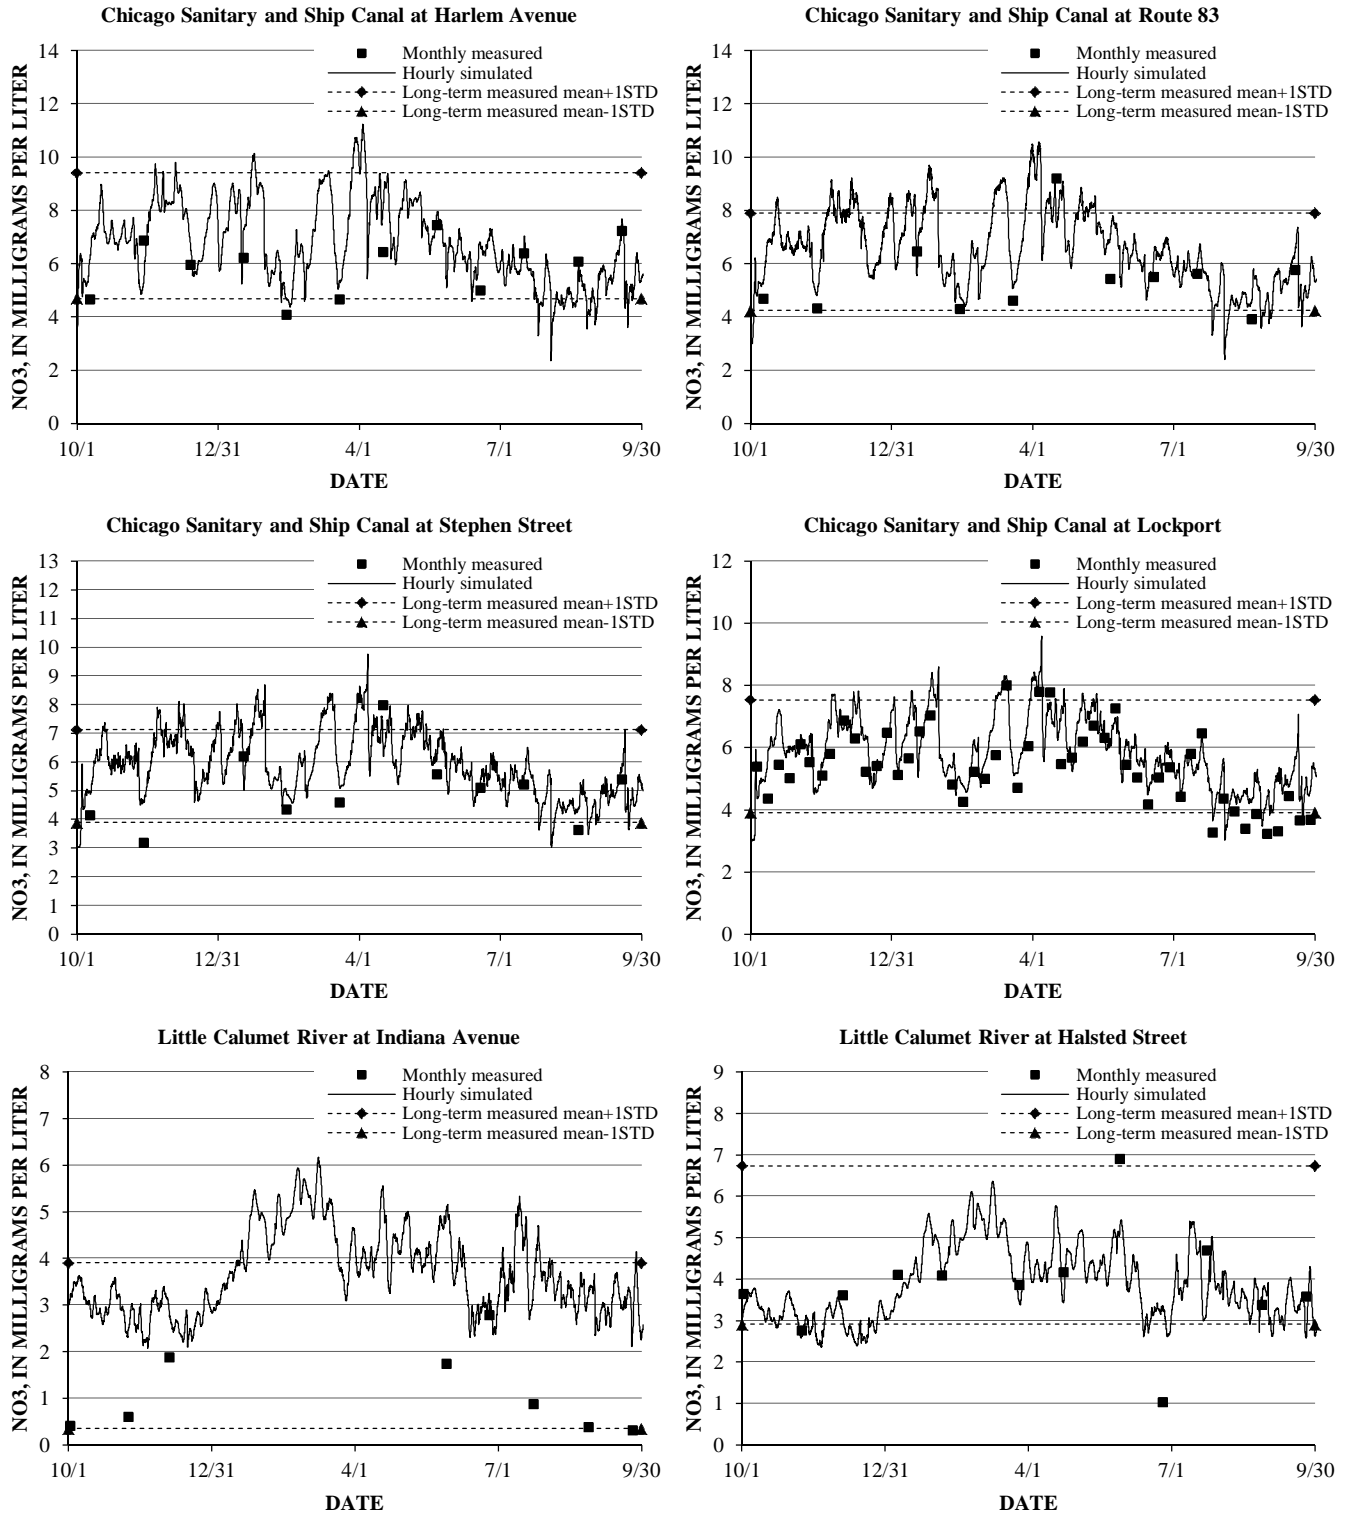 Chicago Sanitary and Ship Canal at Harlem Avenue
NO3, IN MILLIGRAMS PER LITER
14
12
10
8
6
4
2
0
Monthly measured
Hourly simulated
Long-term measured mean+1STD
Long-term measured mean-1STD
10/1 12/31 4/1 7/1 9/30
DATE
Chicago Sanitary and Ship Canal at Route 83
NO3, IN MILLIGRAMS PER LITER
14
12
10
8
6
4
2
0
Monthly measured
Hourly simulated
Long-term measured mean+1STD
Long-term measured mean-1STD
10/1 12/31 4/1 7/1 9/30
DATE
Chicago Sanitary and Ship Canal at Stephen Street
NO3, IN MILLIGRAMS PER LITER
13
12
11
10
9
8
7
6
5
4
3
2
1
0
Monthly measured
Hourly simulated
Long-term measured mean+1STD
Long-term measured mean-1STD
10/1 12/31 4/1 7/1 9/30
DATE
Chicago Sanitary and Ship Canal at Lockport
NO3, IN MILLIGRAMS PER LITER
12
10
8
6
4
2
0
Monthly measured
Hourly simulated
Long-term measured mean+1STD
Long-term measured mean-1STD
10/1 12/31 4/1 7/1 9/30
DATE
Little Calumet River at Indiana Avenue
NO3, IN MILLIGRAMS PER LITER
8
7
6
5
4
3
2
1
0
Monthly measured
Hourly simulated
Long-term measured mean+1STD
Long-term measured mean-1STD
10/1 12/31 4/1 7/1 9/30
DATE
Little Calumet River at Halsted Street
NO3, IN MILLIGRAMS PER LITER
9
8
7
6
5
4
3
2
1
0
Monthly measured
Hourly simulated
Long-term measured mean+1STD
Long-term measured mean-1STD
10/1 12/31 4/1 7/1 9/30
DATE